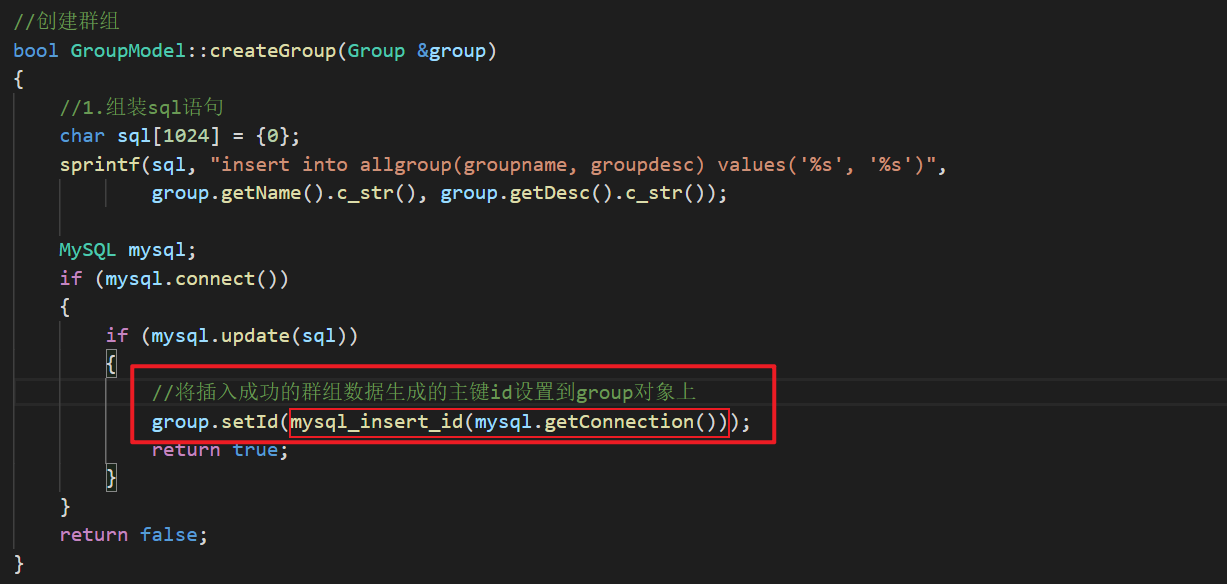 //创建群组
bool GroupModel::createGroup(Group &group)
{
    //1.组装sql语句
    char sql[1024] = {0};
    sprintf(sql, "insert into allgroup(groupname, groupdesc) values('%s', '%s')",
            group.getName().c_str(), group.getDesc().c_str());

    MySQL mysql;
    if (mysql.connect())
    {
        if (mysql.update(sql))
        {
            //将插入成功的群组数据生成的主键id设置到group对象上
            group.setId(mysql_insert_id(mysql.getConnection()));
            return true;
        }
    }
    return false;
}